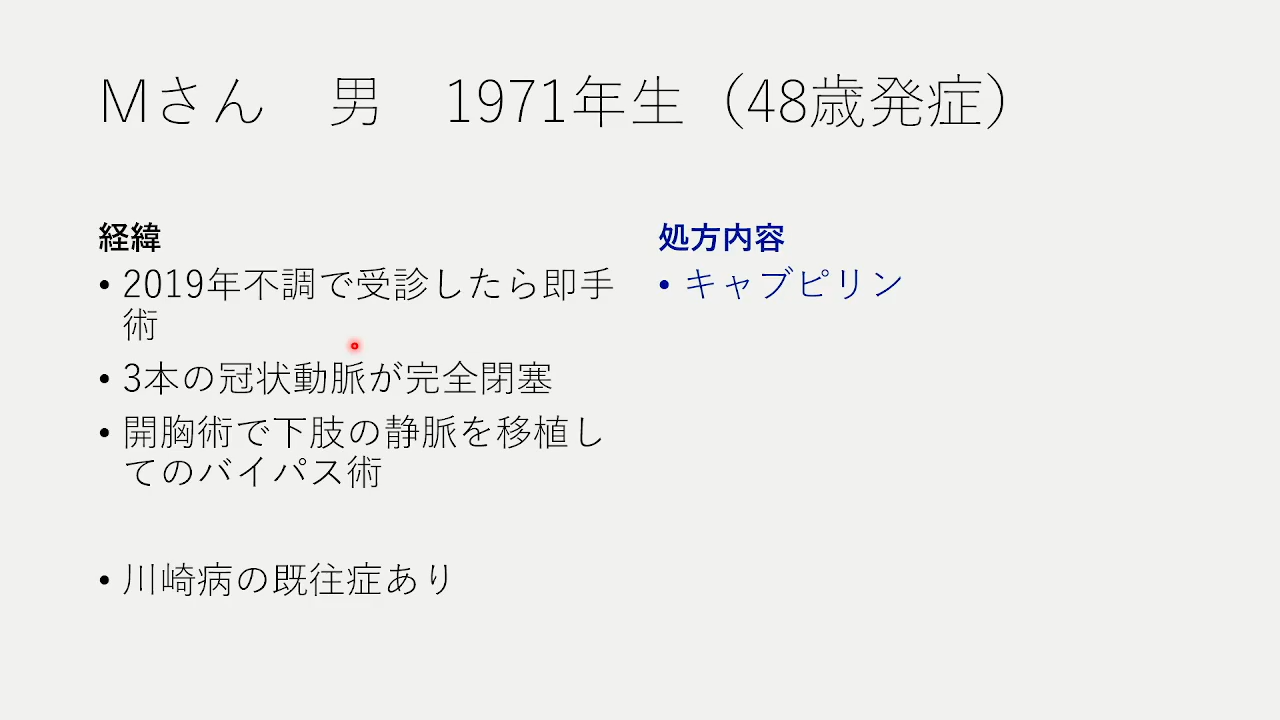 Mさん　男　1971年生（48歳発症）
経緯
• 2019年不調で受診したら即手
術
• 3本の冠状動脈が完全閉塞
• 開胸術で下肢の静脈を移植し
てのバイパス術
• 川崎病の既往症あり
処方内容
• キャブピリン